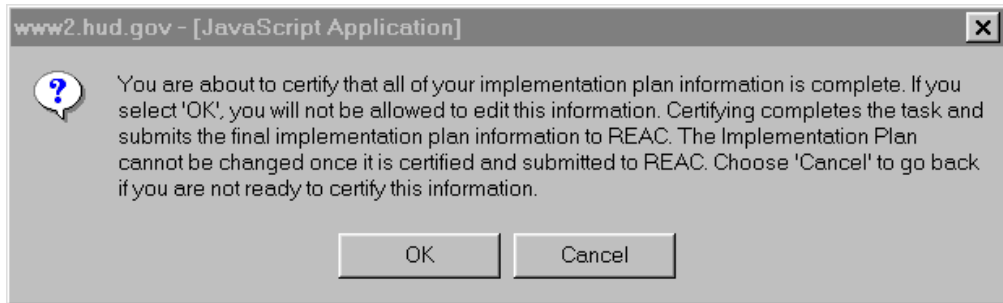 www2.hud.gov - [JavaScript Application]
?
You are about to certify that all of your implementation plan information is complete. If you
select 'OK', you will not be allowed to edit this information. Certifying completes the task and
submits the final implementation plan information to REAC. The Implementation Plan
cannot be changed once it is certified and submitted to REAC. Choose 'Cancel' to go back
if you are not ready to certify this information.
OK Cancel